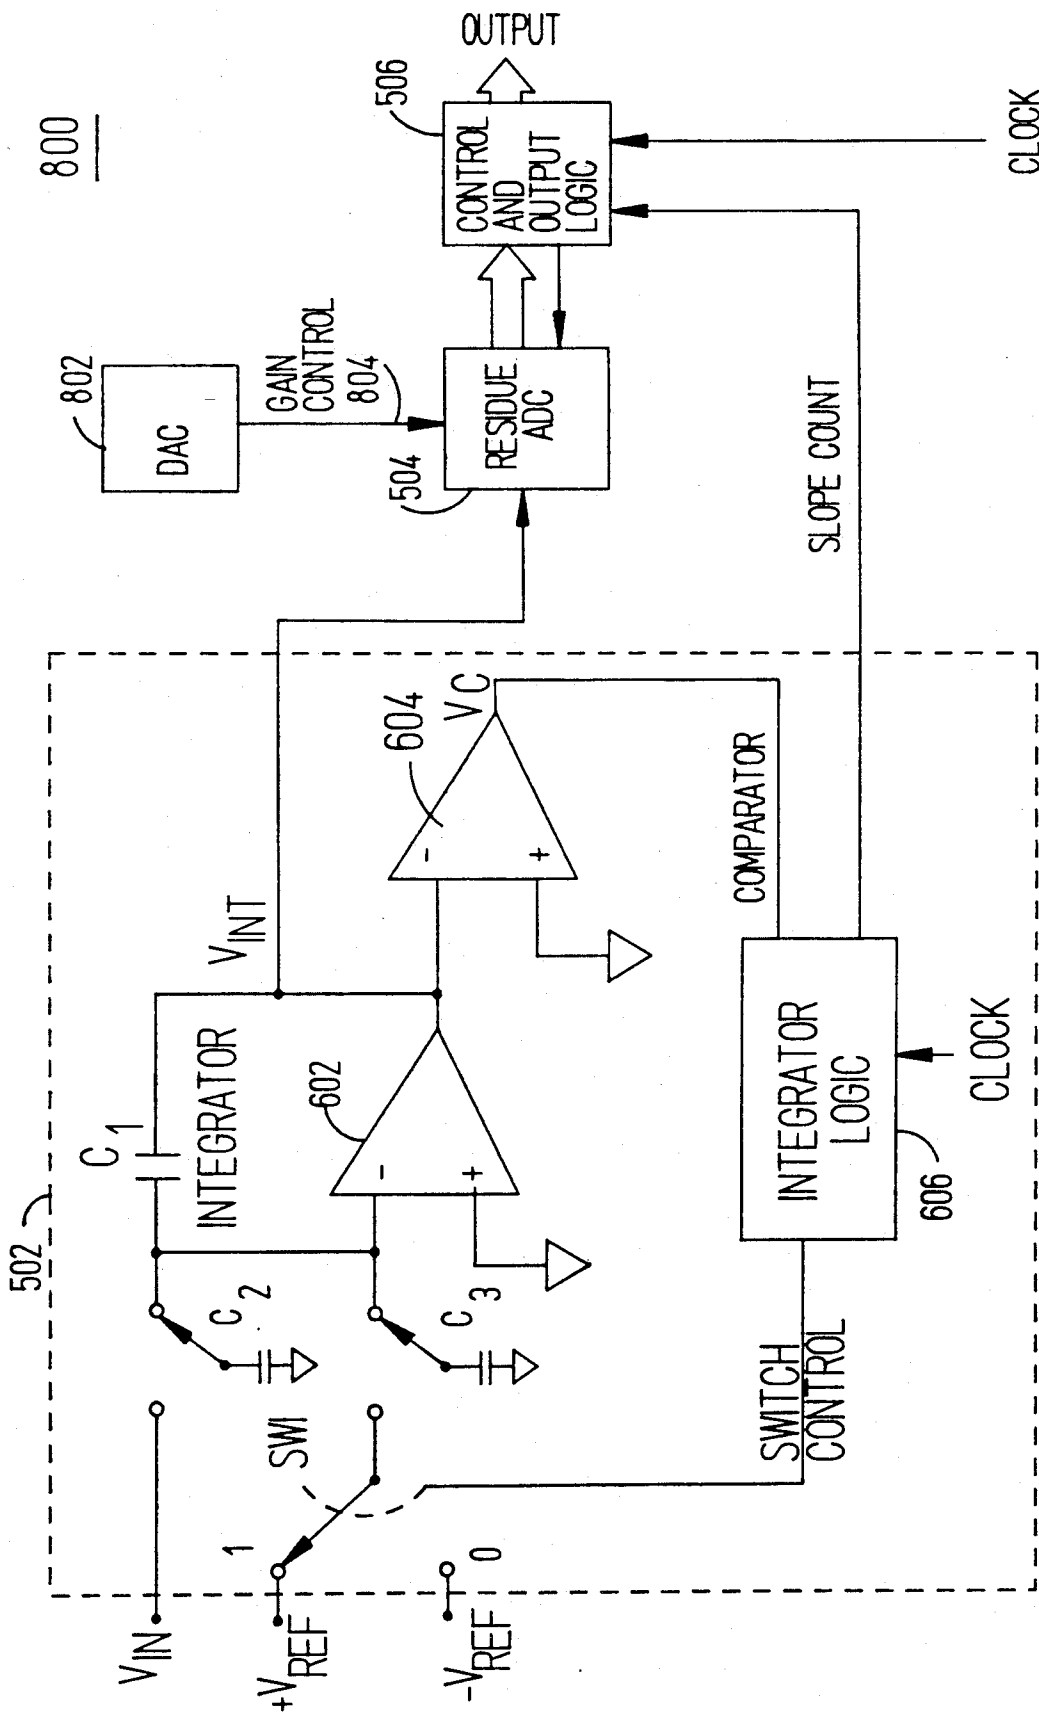 800
502
C1
INTEGRATOR
VINT
602
604
VC
C2
C3
SW1
1
0
VIN
+VREF
-VREF
SWITCH
CONTROL
INTEGRATOR
LOGIC
606
CLOCK
COMPARATOR
SLOPE COUNT
802
DAC
GAIN
CONTROL
804
504
RESIDUE
ADC
506
CONTROL
AND
OUTPUT
LOGIC
OUTPUT
CLOCK
-
+
-
+